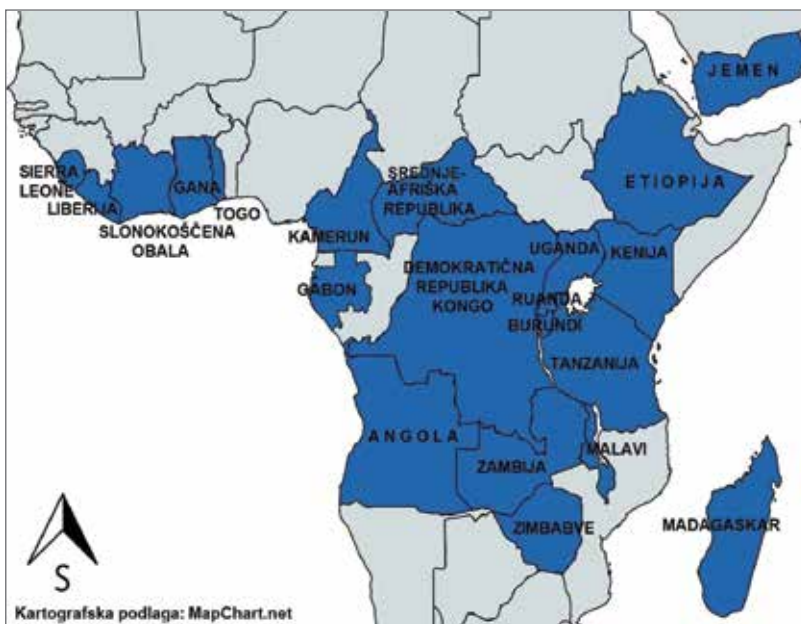 JEMEN
SIERRA
LEONE
LIBERIJA
SLONOKOŠČENA
OBALA
GANA
TOGO
KAMERUN
SREDNJE-
AFRIŠKA
REPUBLIKA
ETIOPIJA
GABON
DEMOKRATIČNA
REPUBLIKA
KONGO
UGANDA
KENIJA
RUANDA
BURUNDI
TANZANIJA
ANGOLA
ZAMBIJA
MALAVI
ZIMBABVE
MADAGASKAR
S
Kartografska podlaga: MapChart.net